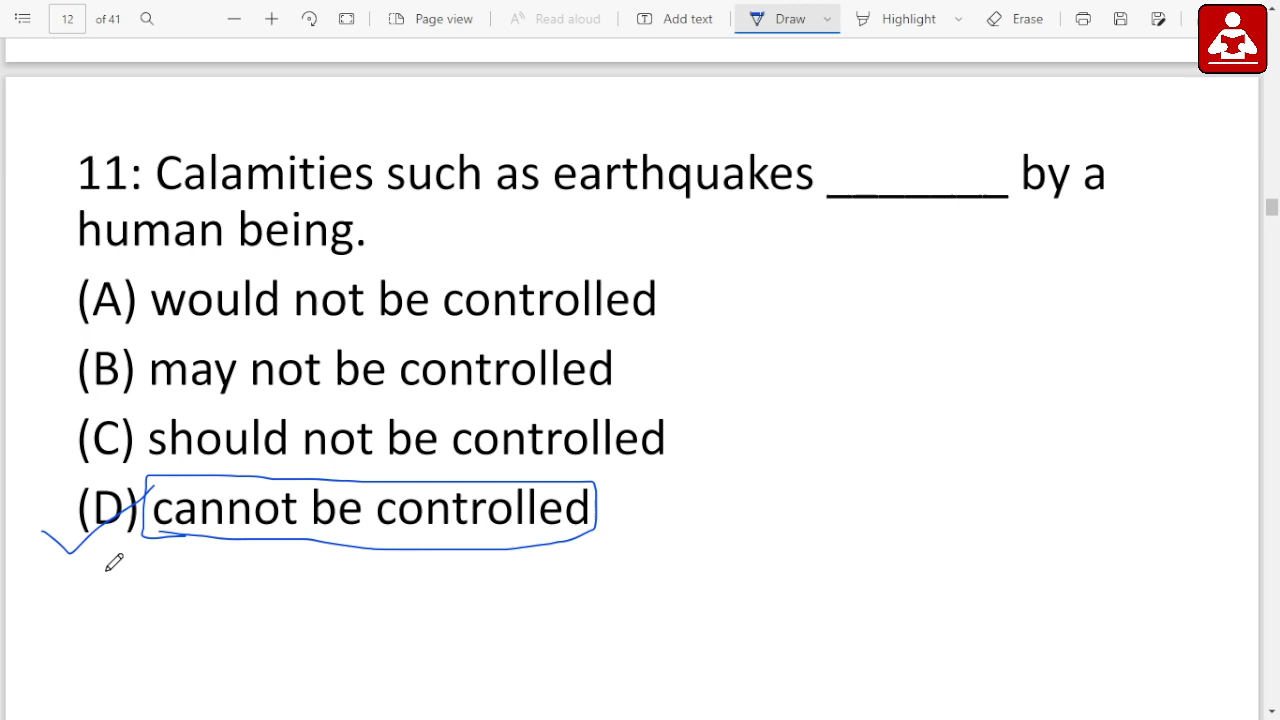 12 of 41 Page view Read aloud Add text Draw Highlight Erase
11: Calamities such as earthquakes _______ by a
human being.
(A) would not be controlled
(B) may not be controlled
(C) should not be controlled
(D) cannot be controlled